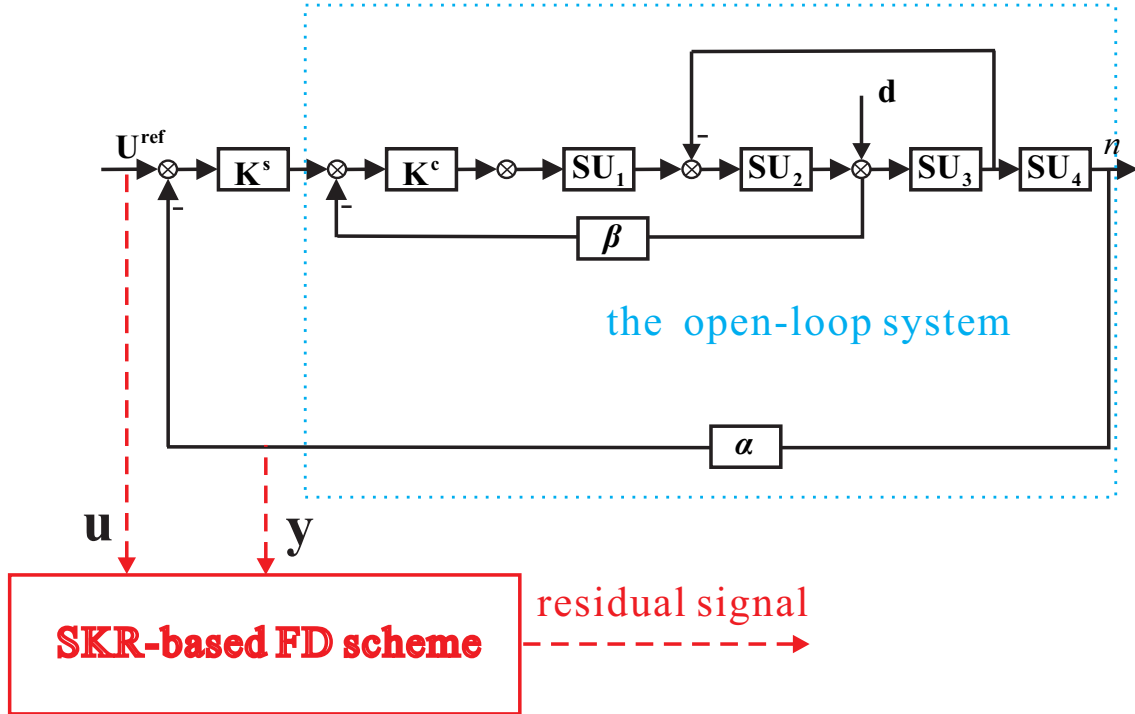 d
U^ref
K^s
K^c
SU_1
SU_2
SU_3
SU_4
n
-
-
-
β
the open-loop system
α
u
y
residual signal
SKR-based FD scheme